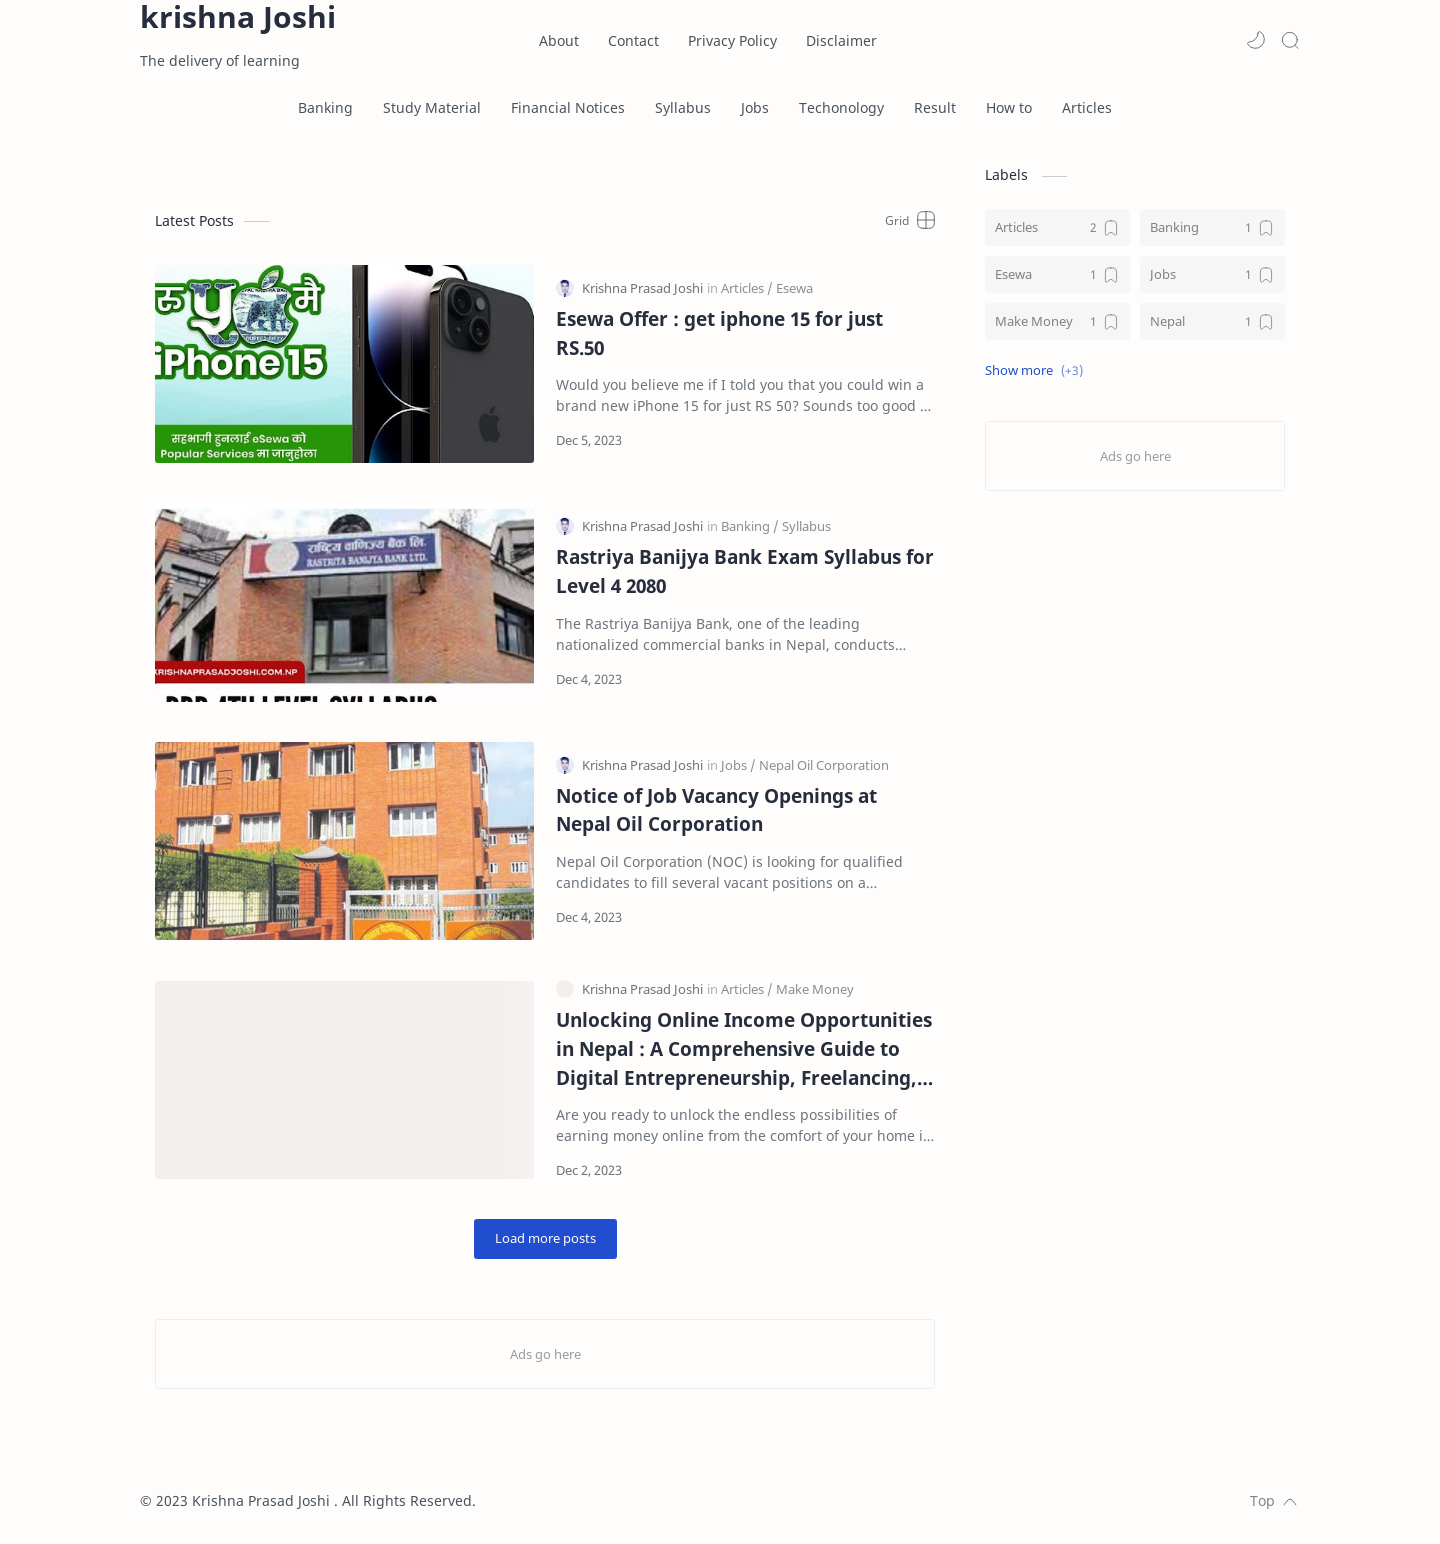 krishna Joshi
The delivery of learning
About Contact Privacy Policy Disclaimer
Banking Study Material Financial Notices Syllabus Jobs Techonology Result How to Articles
Latest Posts
Grid
iPhone 15
सहभागी हुनलाई eSewa को
Popular Services मा जानुहोला
Krishna Prasad Joshi in Articles / Esewa
Esewa Offer : get iphone 15 for just
RS.50
Would you believe me if I told you that you could win a
brand new iPhone 15 for just RS 50? Sounds too good …
Dec 5, 2023
राष्ट्रिय वाणिज्य बैंक लि.
RASTRIYA BANIJYA BANK LTD.
KRISHNAPRASADJOSHI.COM.NP
RBB 4TH LEVEL SYLLABUS
Krishna Prasad Joshi in Banking / Syllabus
Rastriya Banijya Bank Exam Syllabus for
Level 4 2080
The Rastriya Banijya Bank, one of the leading
nationalized commercial banks in Nepal, conducts…
Dec 4, 2023
Krishna Prasad Joshi in Jobs / Nepal Oil Corporation
Notice of Job Vacancy Openings at
Nepal Oil Corporation
Nepal Oil Corporation (NOC) is looking for qualified
candidates to fill several vacant positions on a…
Dec 4, 2023
Krishna Prasad Joshi in Articles / Make Money
Unlocking Online Income Opportunities
in Nepal : A Comprehensive Guide to
Digital Entrepreneurship, Freelancing,…
Are you ready to unlock the endless possibilities of
earning money online from the comfort of your home i…
Dec 2, 2023
Load more posts
Ads go here
Labels
Articles 2 Banking 1
Esewa 1 Jobs 1
Make Money 1 Nepal 1
Show more (+3)
Ads go here
© 2023 Krishna Prasad Joshi . All Rights Reserved.
Top